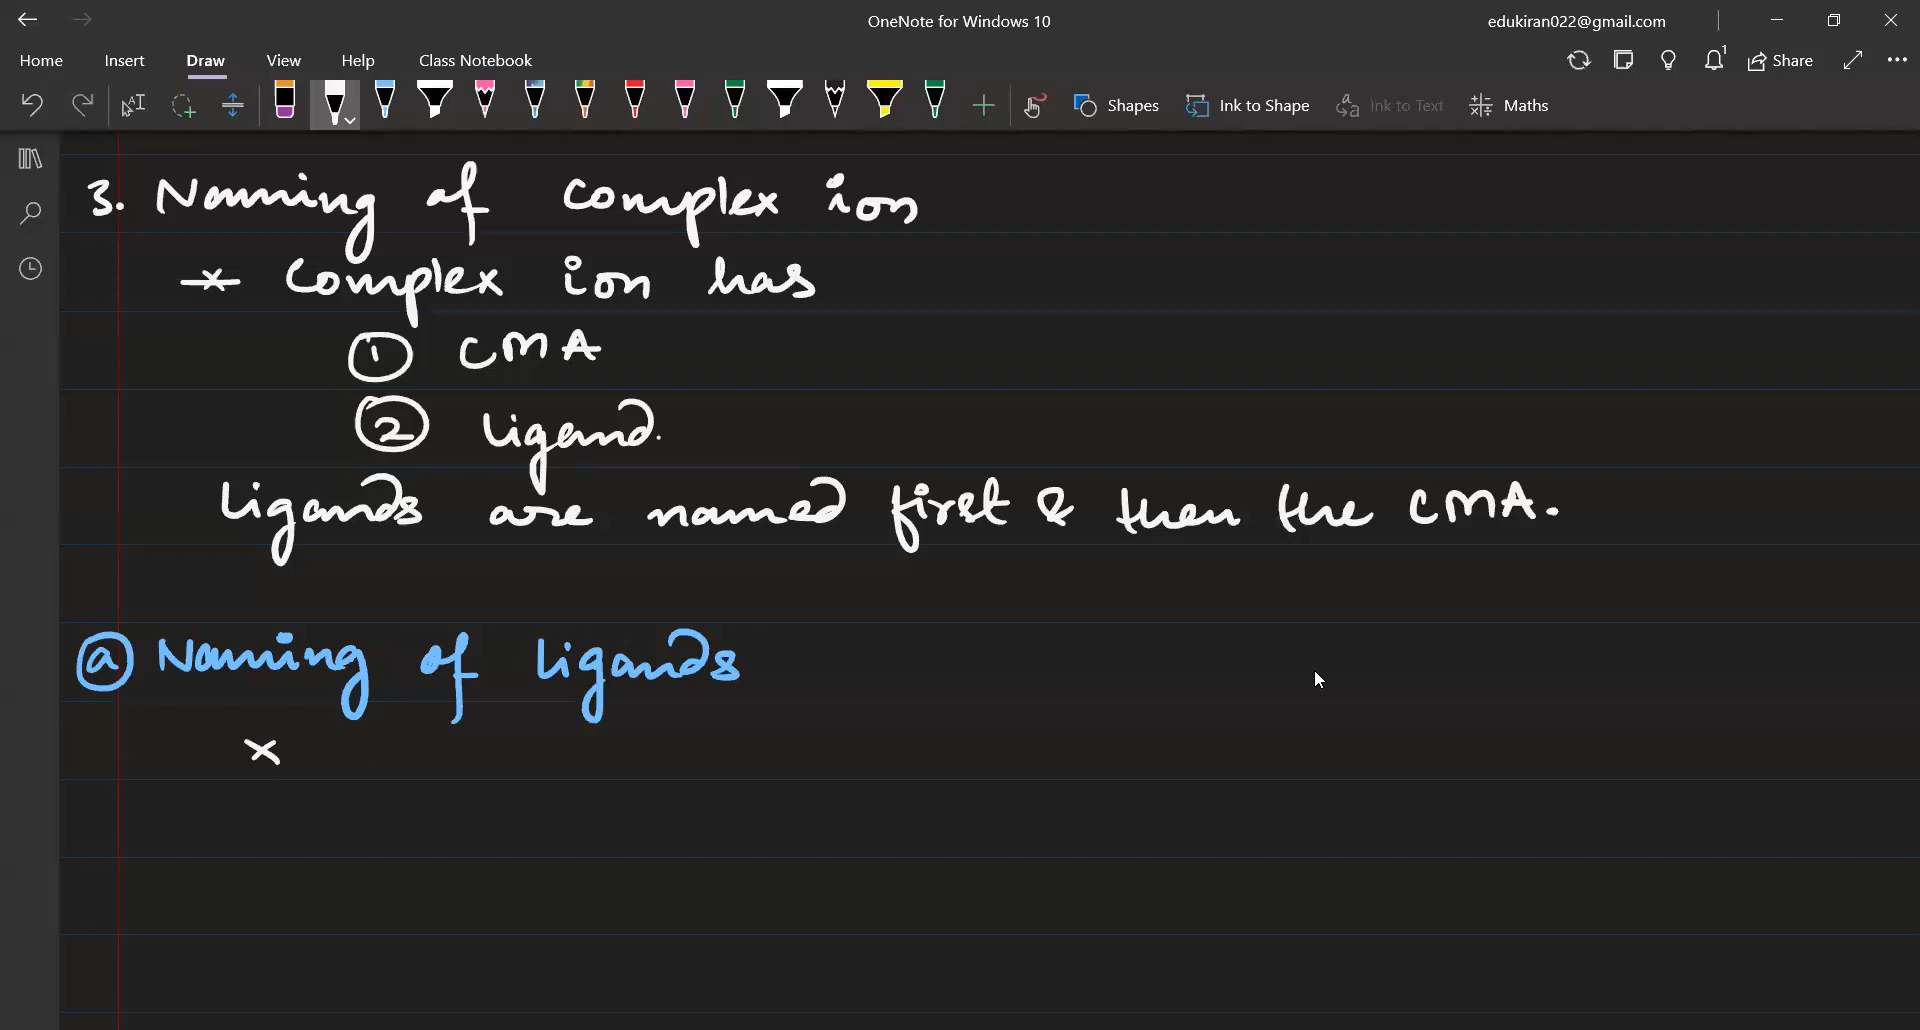 OneNote for Windows 10
edukiran022@gmail.com
Home Insert Draw View Help Class Notebook
1 Share
Shapes Ink to Shape Ink to Text Maths
3. Naming of complex ion
* Complex ion has
① CMA
② Ligand.
Ligands are named first & then the CMA.
ⓐ Naming of Ligands
×